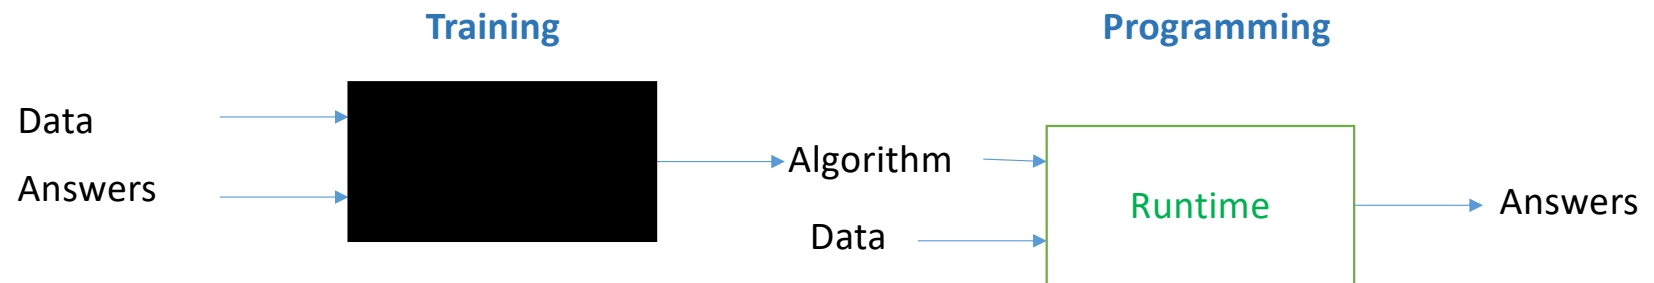 Training
Programming
Data
Answers
Algorithm
Data
Runtime
Answers